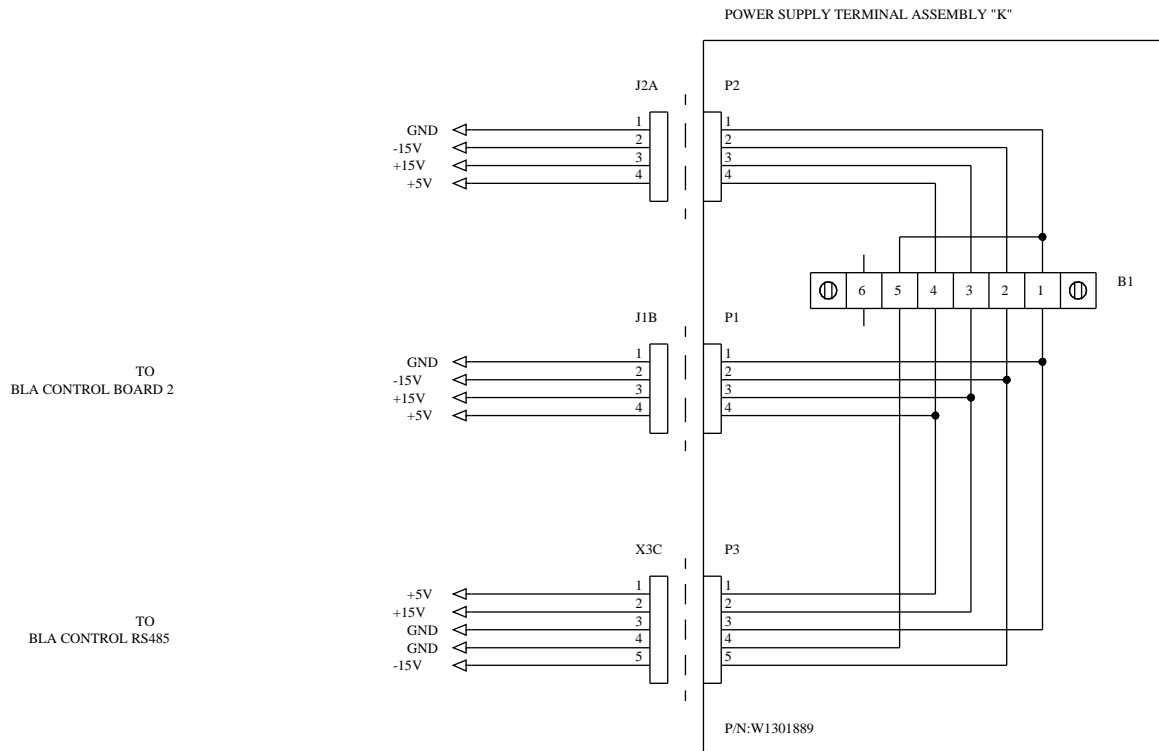 POWER SUPPLY TERMINAL ASSEMBLY "K"
J2A
P2
GND 1 1
-15V 2 2
+15V 3 3
+5V 4 4
6 5 4 3 2 1
B1
J1B
P1
TO
BLA CONTROL BOARD 2
GND 1 1
-15V 2 2
+15V 3 3
+5V 4 4
X3C
P3
TO
BLA CONTROL RS485
+5V 1 1
+15V 2 2
GND 3 3
GND 4 4
-15V 5 5
P/N:W1301889